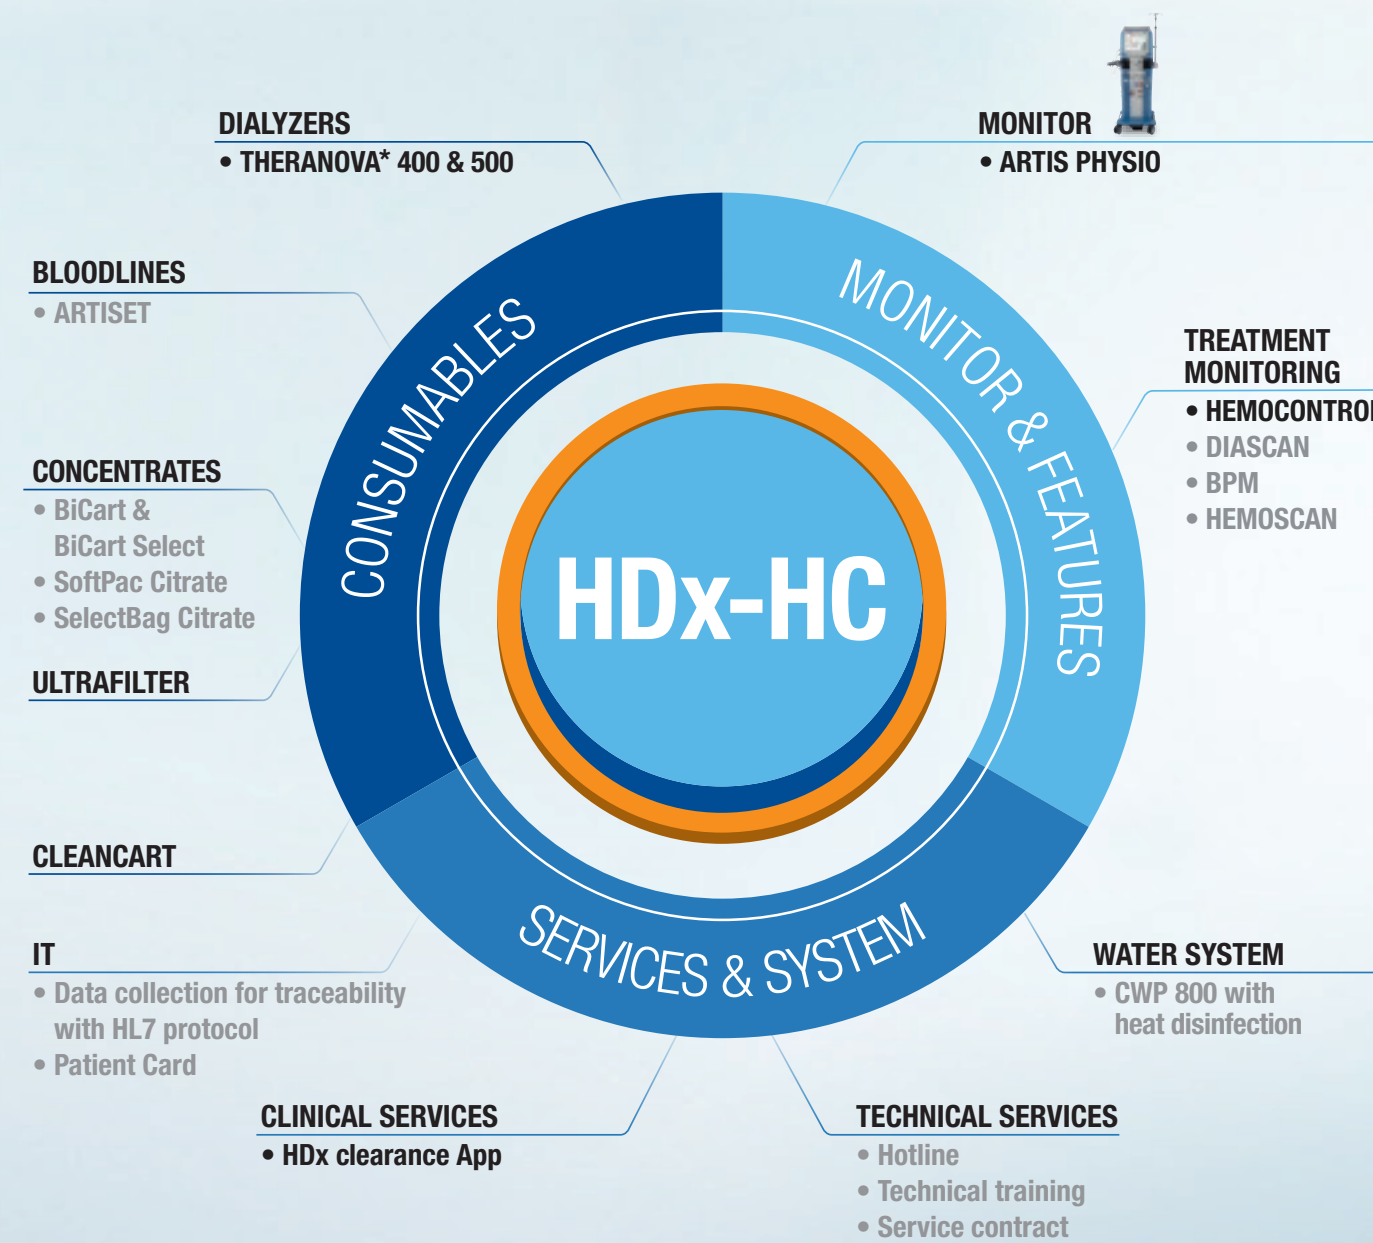 DIALYZERS
• THERANOVA* 400 & 500
MONITOR
• ARTIS PHYSIO
BLOODLINES
• ARTISET
TREATMENT
MONITORING
• HEMOCONTROL
• DIASCAN
• BPM
• HEMOSCAN
CONCENTRATES
• BiCart &
BiCart Select
• SoftPac Citrate
• SelectBag Citrate
ULTRAFILTER
CLEANCART
CONSUMABLES
MONITOR & FEATURES
HDx-HC
SERVICES & SYSTEM
IT
• Data collection for traceability
with HL7 protocol
• Patient Card
WATER SYSTEM
• CWP 800 with
heat disinfection
CLINICAL SERVICES
• HDx clearance App
TECHNICAL SERVICES
• Hotline
• Technical training
• Service contract